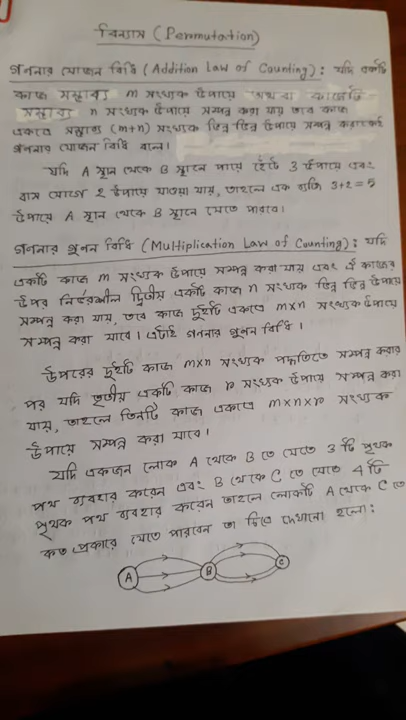 বিন্যাস (Permutation)
গণনার যোজন বিধি (Addition Law of Counting): যদি একটি
কাজ সম্ভাব্য m সংখ্যক উপায়ে অথবা কাজটি
সম্ভাব্য n সংখ্যক উপায়ে সম্পন্ন করা যায় তবে কাজ
একত্রে সম্ভাব্য (m+n) সংখ্যক ভিন্ন ভিন্ন উপায়ে সম্পন্ন করাকেই
গণনার যোজন বিধি বলে।
যদি A স্থান থেকে B স্থানে পায়ে হেঁটে 3 উপায়ে এবং
বাস যোগে 2 উপায়ে যাওয়া যায়, তাহলে এক ব্যক্তি 3+2=5
উপায়ে A স্থান থেকে B স্থানে যেতে পারবে।
গণনার গুণন বিধি (Multiplication Law of Counting): যদি
একটি কাজ m সংখ্যক উপায়ে সম্পন্ন করা যায় এবং ঐ কাজের
উপর নির্ভরশীল দ্বিতীয় একটি কাজ n সংখ্যক ভিন্ন ভিন্ন উপায়ে
সম্পন্ন করা যায়, তবে কাজ দুইটি একত্রে m×n সংখ্যক উপায়ে
সম্পন্ন করা যাবে। এটাই গণনার গুণন বিধি।
উপরের দুইটি কাজ m×n সংখ্যক পদ্ধতিতে সম্পন্ন করার
পর যদি তৃতীয় একটি কাজ p সংখ্যক উপায়ে সম্পন্ন করা
যায়, তাহলে তিনটি কাজ একত্রে m×n×p সংখ্যক
উপায়ে সম্পন্ন করা যাবে।
যদি একজন লোক A থেকে B তে যেতে 3 টি পৃথক
পথ ব্যবহার করেন এবং B থেকে C তে যেতে 4 টি
পৃথক পথ ব্যবহার করেন তাহলে লোকটি A থেকে C তে
কত প্রকারে যেতে পারবেন তা চিত্রে দেখানো হলো:
A B C